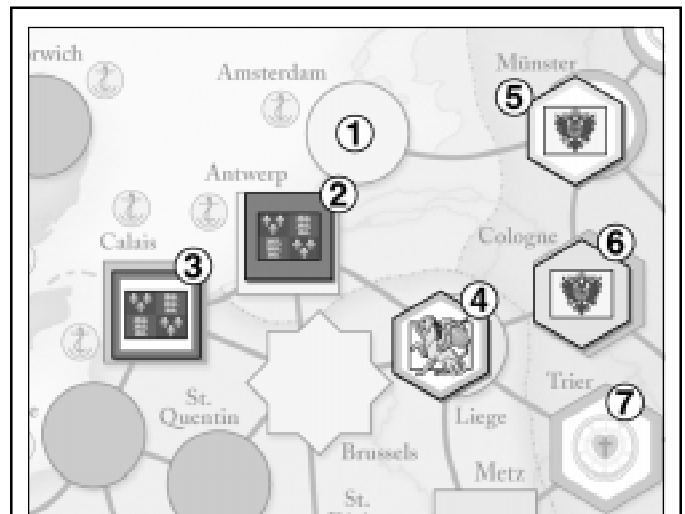 rwich
Amsterdam
Münster
①
⑤
Antwerp
②
Calais
③
Cologne
⑥
④
Trier
⑦
St.
Quentin
Liege
Brussels
Metz
St.